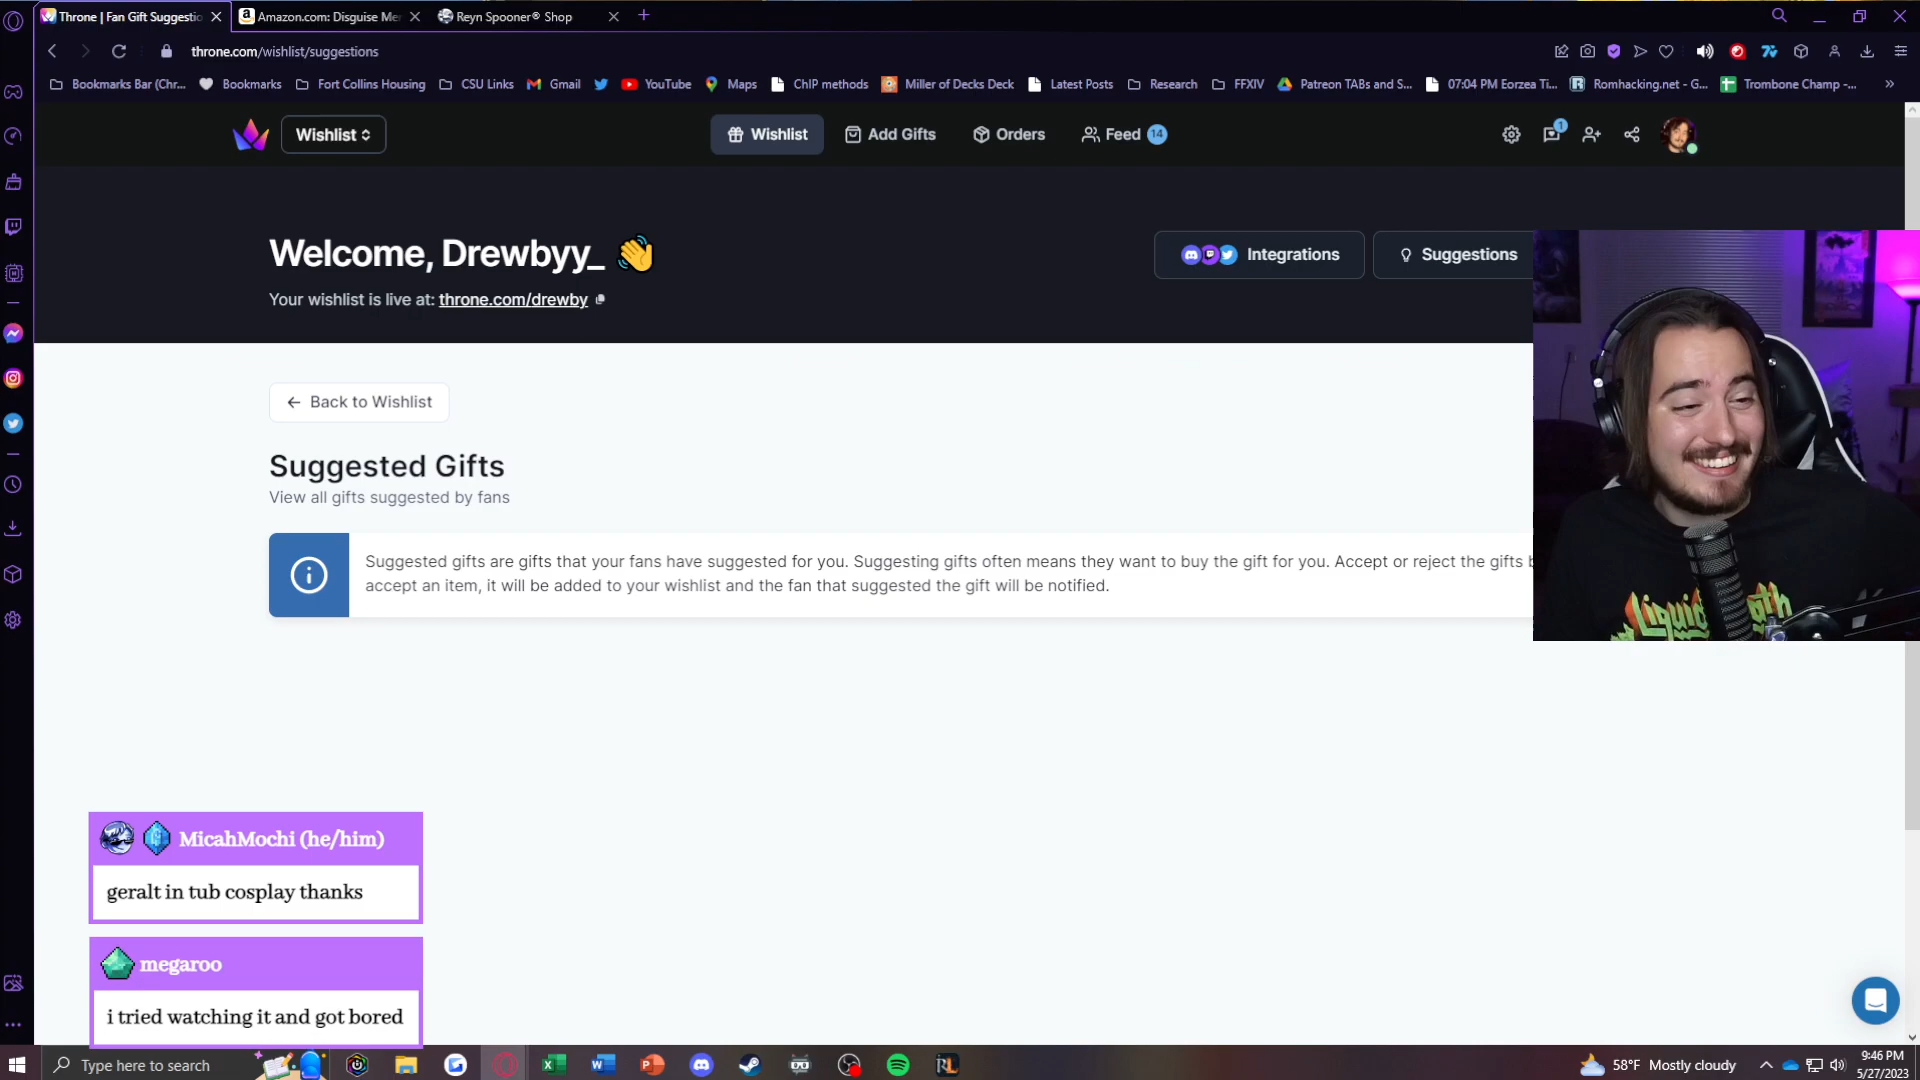 Throne | Fan Gift Suggestio
Amazon.com: Disguise Mer
Reyn Spooner® Shop
throne.com/wishlist/suggestions
Bookmarks Bar (Chr...
Bookmarks
Fort Collins Housing
CSU Links
Gmail
YouTube
Maps
ChIP methods
Miller of Decks Deck
Latest Posts
Research
FFXIV
Patreon TABs and S...
07:04 PM Eorzea Ti...
Romhacking.net - G...
Trombone Champ -...
Wishlist
Wishlist
Add Gifts
Orders
Feed 14
1
Welcome, Drewbyy_
Your wishlist is live at: throne.com/drewby
Integrations
Suggestions
Back to Wishlist
Suggested Gifts
View all gifts suggested by fans
Suggested gifts are gifts that your fans have suggested for you. Suggesting gifts often means they want to buy the gift for you. Accept or reject the gifts
accept an item, it will be added to your wishlist and the fan that suggested the gift will be notified.
MicahMochi (he/him)
geralt in tub cosplay thanks
megaroo
i tried watching it and got bored
Type here to search
58°F Mostly cloudy
9:46 PM
5/27/2023